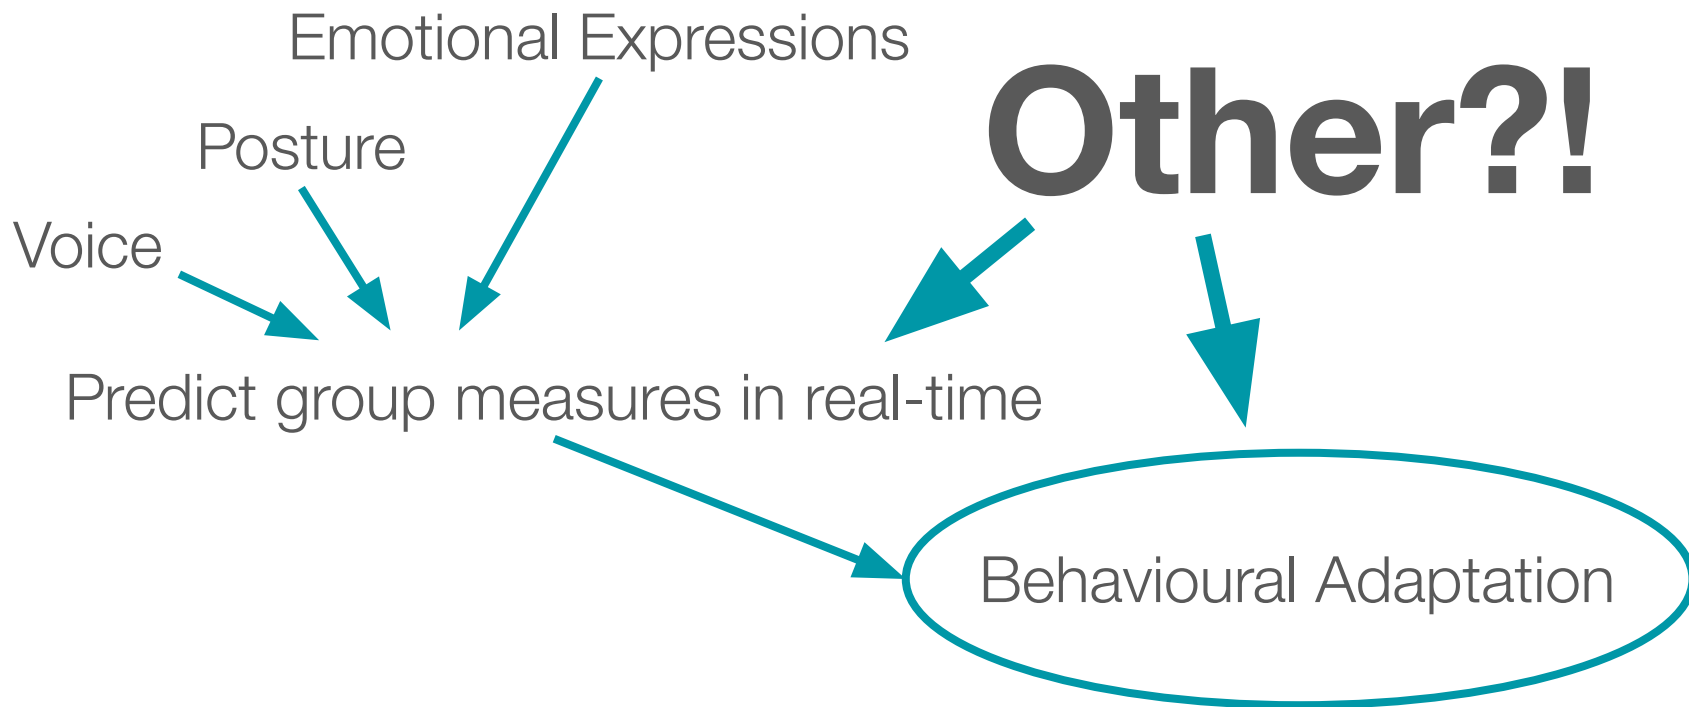 Emotional Expressions
Other?!
Posture
Voice
Predict group measures in real-time
Behavioural Adaptation